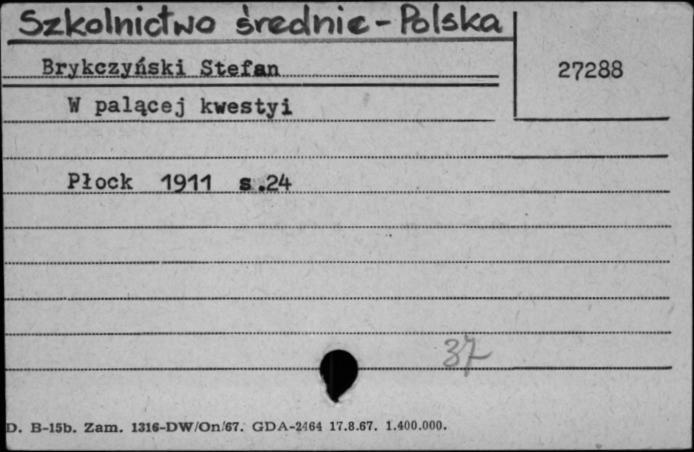 Szkolnictwo średnie - Polska
Brykczyński Stefan 27288
W palącej kwestyi
Płock 1911 s.24
37
D. B-15b. Zam. 1316-DW/On/67. GDA-2464 17.8.67. 1.400.000.